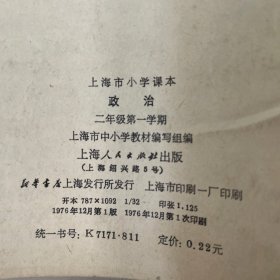 上海市小学课本
政治
二年级第一学期
上海市中小学教材编写组编
上海人民出版社出版
(上海绍兴路5号)
新华书店上海发行所发行 上海市印刷一厂印刷
开本 787×1092 1/32 印张 1.125
1976年12月第1版 1976年12月第1次印刷
统一书号: K7171·811 定价: 0.22元